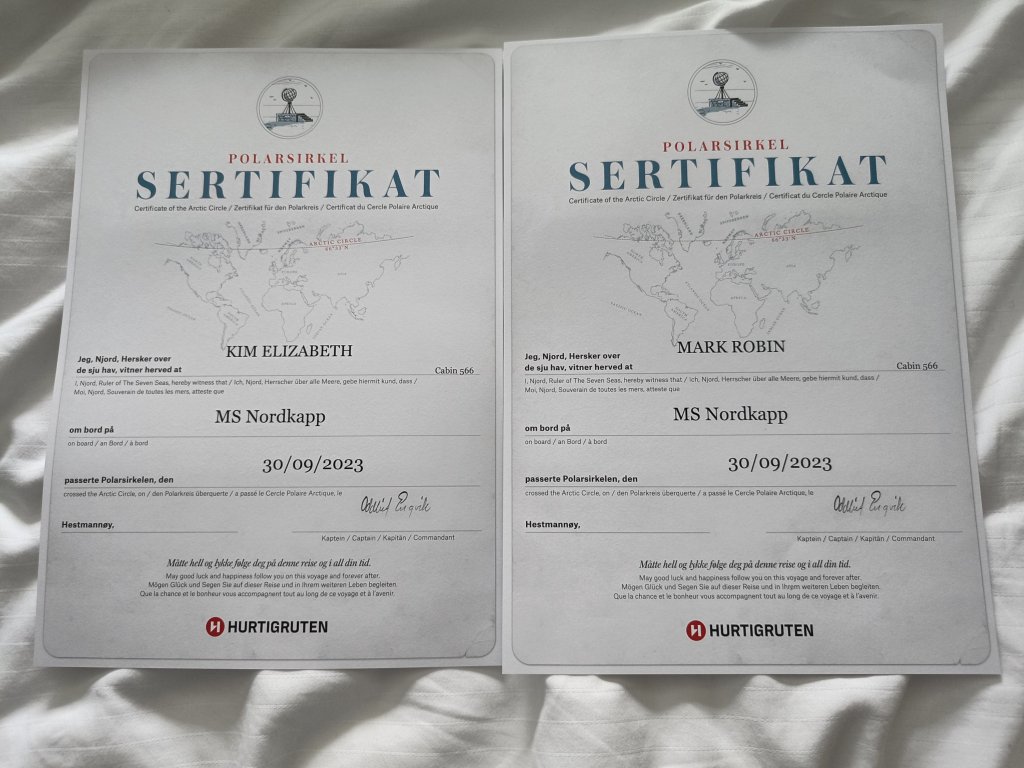 POLARSIRKEL
SERTIFIKAT
Certificate of the Arctic Circle / Zertifikat für den Polarkreis / Certificat du Cercle Polaire Arctique
ARCTIC CIRCLE
66°33'N
KIM ELIZABETH
Jeg, Njord, Hersker over
de sju hav, vitner herved at
Cabin 566
I, Njord, Ruler of The Seven Seas, hereby witness that / Ich, Njord, Herrscher über alle Meere, gebe hiermit kund, dass /
Moi, Njord, Souverain de toutes les mers, atteste que
MS Nordkapp
om bord på
on board / an Bord / à bord
30/09/2023
passerte Polarsirkelen, den
crossed the Arctic Circle, on / den Polarkreis überquerte / a passé le Cercle Polaire Arctique, le
Hestmannøy,
Kaptein / Captain / Kapitän / Commandant
Måtte hell og lykke følge deg på denne reise og i all din tid.
May good luck and happiness follow you on this voyage and forever after.
Mögen Glück und Segen Sie auf dieser Reise und in Ihrem weiteren Leben begleiten.
Que la chance et le bonheur vous accompagnent tout au long de ce voyage et à l'avenir.
HURTIGRUTEN
POLARSIRKEL
SERTIFIKAT
Certificate of the Arctic Circle / Zertifikat für den Polarkreis / Certificat du Cercle Polaire Arctique
ARCTIC CIRCLE
66°33'N
MARK ROBIN
Jeg, Njord, Hersker over
de sju hav, vitner herved at
Cabin 566
I, Njord, Ruler of The Seven Seas, hereby witness that / Ich, Njord, Herrscher über alle Meere, gebe hiermit kund, dass /
Moi, Njord, Souverain de toutes les mers, atteste que
MS Nordkapp
om bord på
on board / an Bord / à bord
30/09/2023
passerte Polarsirkelen, den
crossed the Arctic Circle, on / den Polarkreis überquerte / a passé le Cercle Polaire Arctique, le
Hestmannøy,
Kaptein / Captain / Kapitän / Commandant
Måtte hell og lykke følge deg på denne reise og i all din tid.
May good luck and happiness follow you on this voyage and forever after.
Mögen Glück und Segen Sie auf dieser Reise und in Ihrem weiteren Leben begleiten.
Que la chance et le bonheur vous accompagnent tout au long de ce voyage et à l'avenir.
HURTIGRUTEN